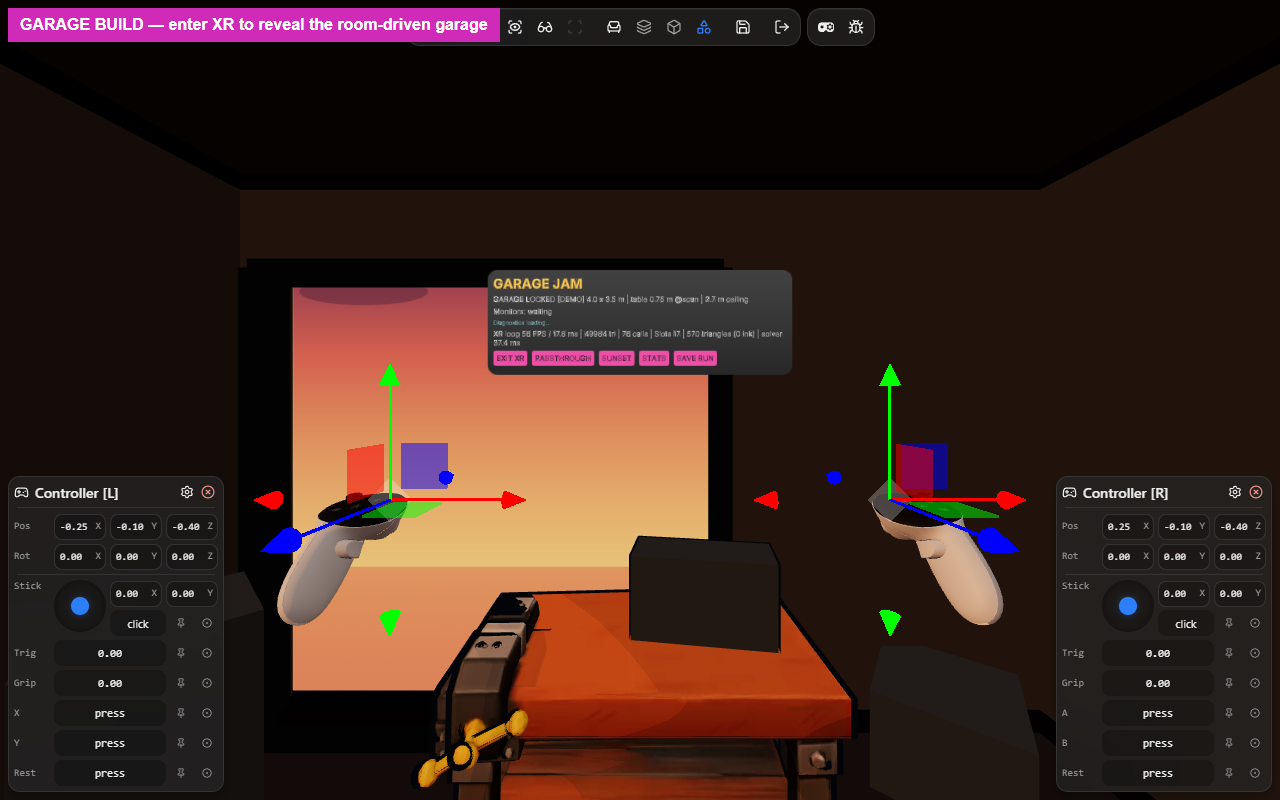 GARAGE BUILD — enter XR to reveal the room-driven garage
GARAGE JAM
GARAGE LOCKED [DEMO] 4.0 x 3.5 m | table 0.75 m @scan | 2.7 m ceiling
Monitors: waiting
Diagnostics loading...
XR loop 56 FPS / 17.8 ms | 49984 tri | 78 calls | Slots 17 | 570 triangles (0 ink) | solver
37.4 ms
EXIT XR PASSTHROUGH SUNSET STATS SAVE RUN
Controller [L]
Pos -0.25 X -0.10 Y -0.40 Z
Rot 0.00 X 0.00 Y 0.00 Z
Stick 0.00 X 0.00 Y
click
Trig 0.00
Grip 0.00
X press
Y press
Rest press
Controller [R]
Pos 0.25 X -0.10 Y -0.40 Z
Rot 0.00 X 0.00 Y 0.00 Z
Stick 0.00 X 0.00 Y
click
Trig 0.00
Grip 0.00
A press
B press
Rest press